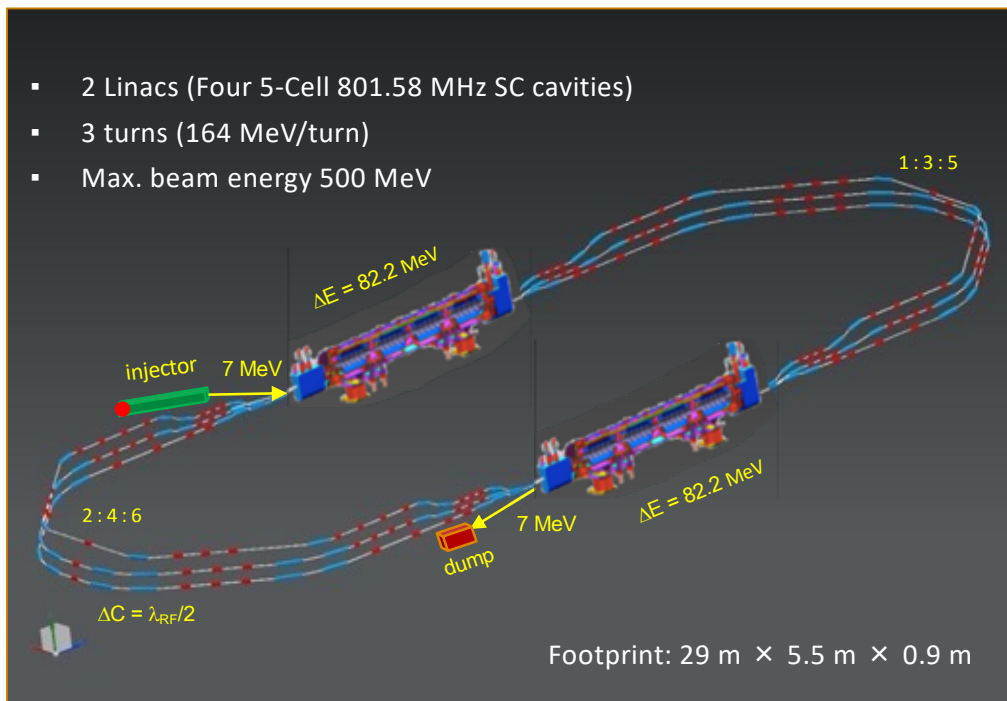 ▪ 2 Linacs (Four 5-Cell 801.58 MHz SC cavities)
▪ 3 turns (164 MeV/turn)
▪ Max. beam energy 500 MeV
1 : 3 : 5
ΔE = 82.2 MeV
injector
7 MeV
ΔE = 82.2 MeV
2 : 4 : 6
7 MeV
dump
ΔC = λRF/2
Footprint: 29 m × 5.5 m × 0.9 m